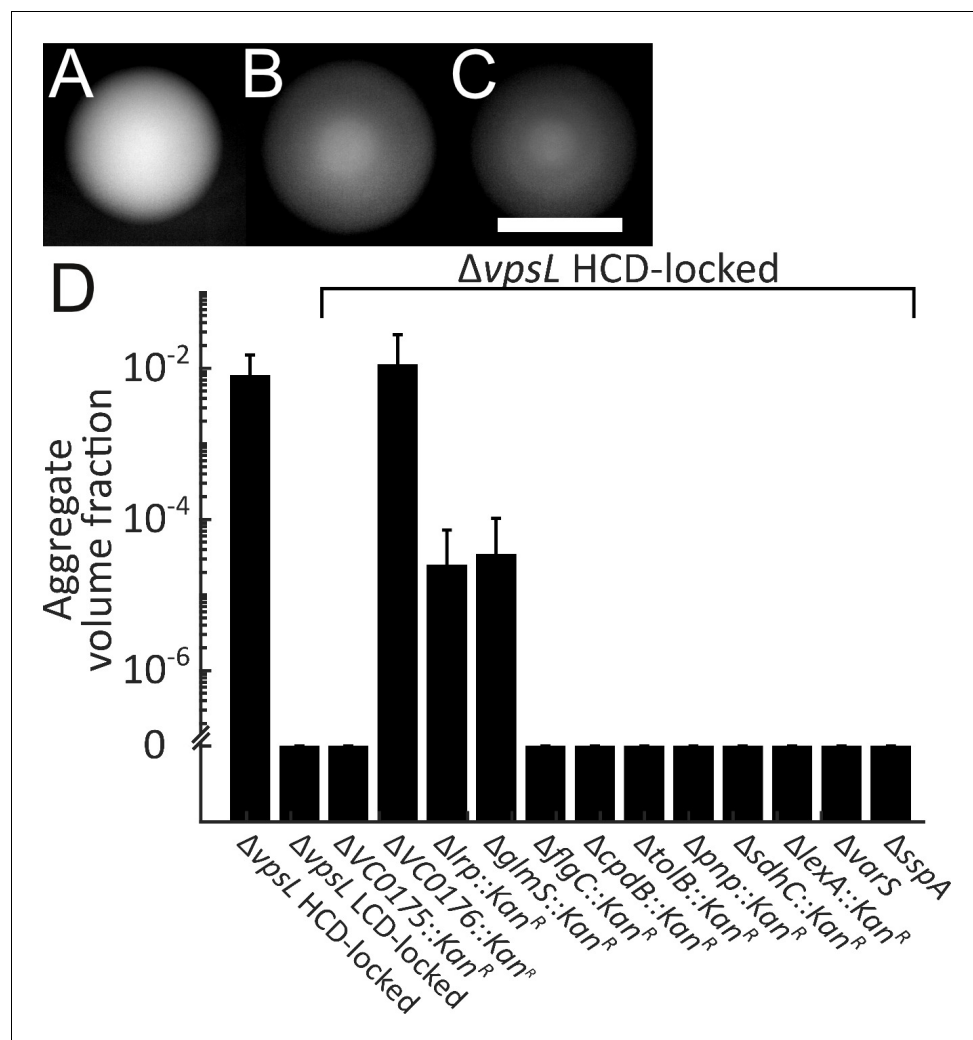 A
B
C
D
ΔvpsL HCD-locked
Aggregate
volume fraction
10-2
10-4
10-6
0
ΔvpsL HCD-locked
ΔvpsL LCD-locked
ΔVC0175::KanR
ΔVC0176::KanR
Δlrp::KanR
ΔglmS::KanR
ΔflgC::KanR
ΔcpdB::KanR
ΔtolB::KanR
Δpnp::KanR
ΔsdhC::KanR
ΔlexA::KanR
ΔvarS
ΔsspA